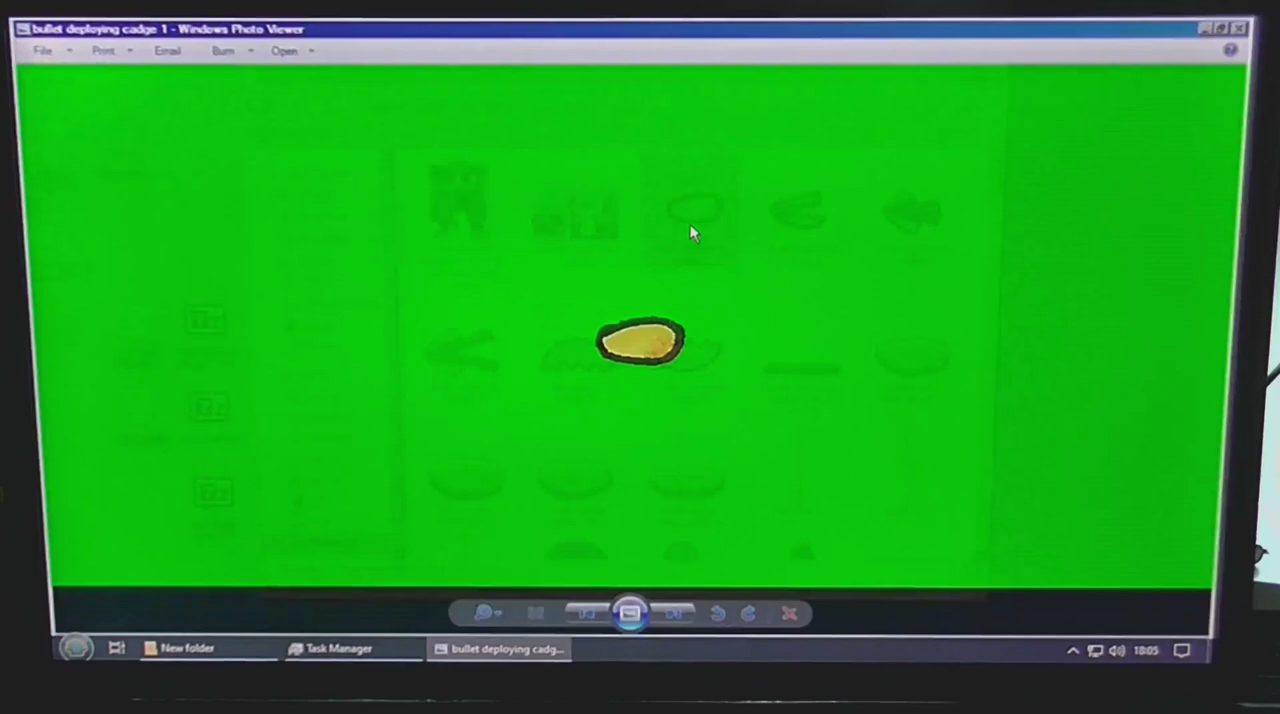 bullet deploying cadge 1 - Windows Photo Viewer
File Print Email Burn Open
New folder Task Manager bullet deploying cadg... 18:05